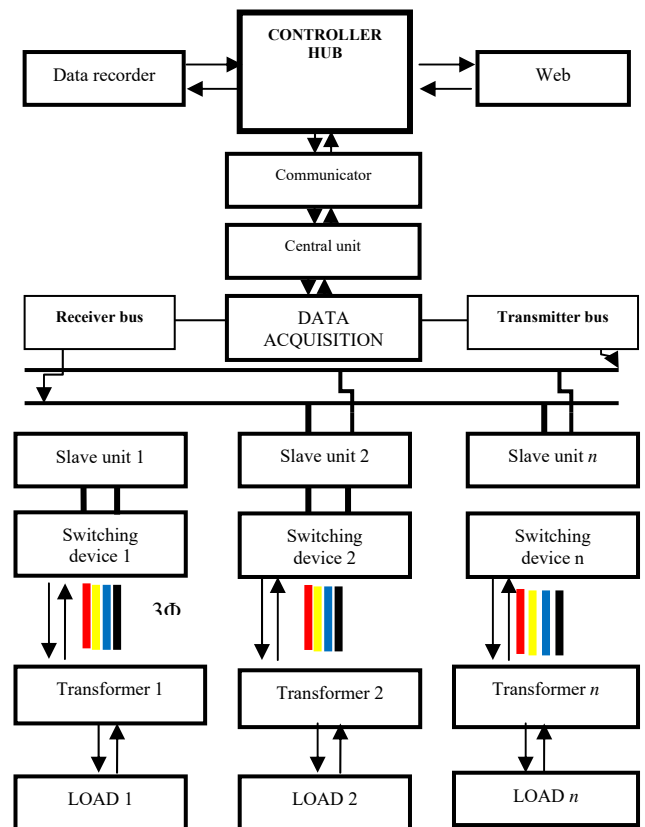 CONTROLLER
HUB
Data recorder
Web
Communicator
Central unit
Receiver bus
DATA
ACQUISITION
Transmitter bus
Slave unit 1
Slave unit 2
Slave unit n
Switching
device 1
Switching
device 2
Switching
device n
3Φ
Transformer 1
Transformer 2
Transformer n
LOAD 1
LOAD 2
LOAD n